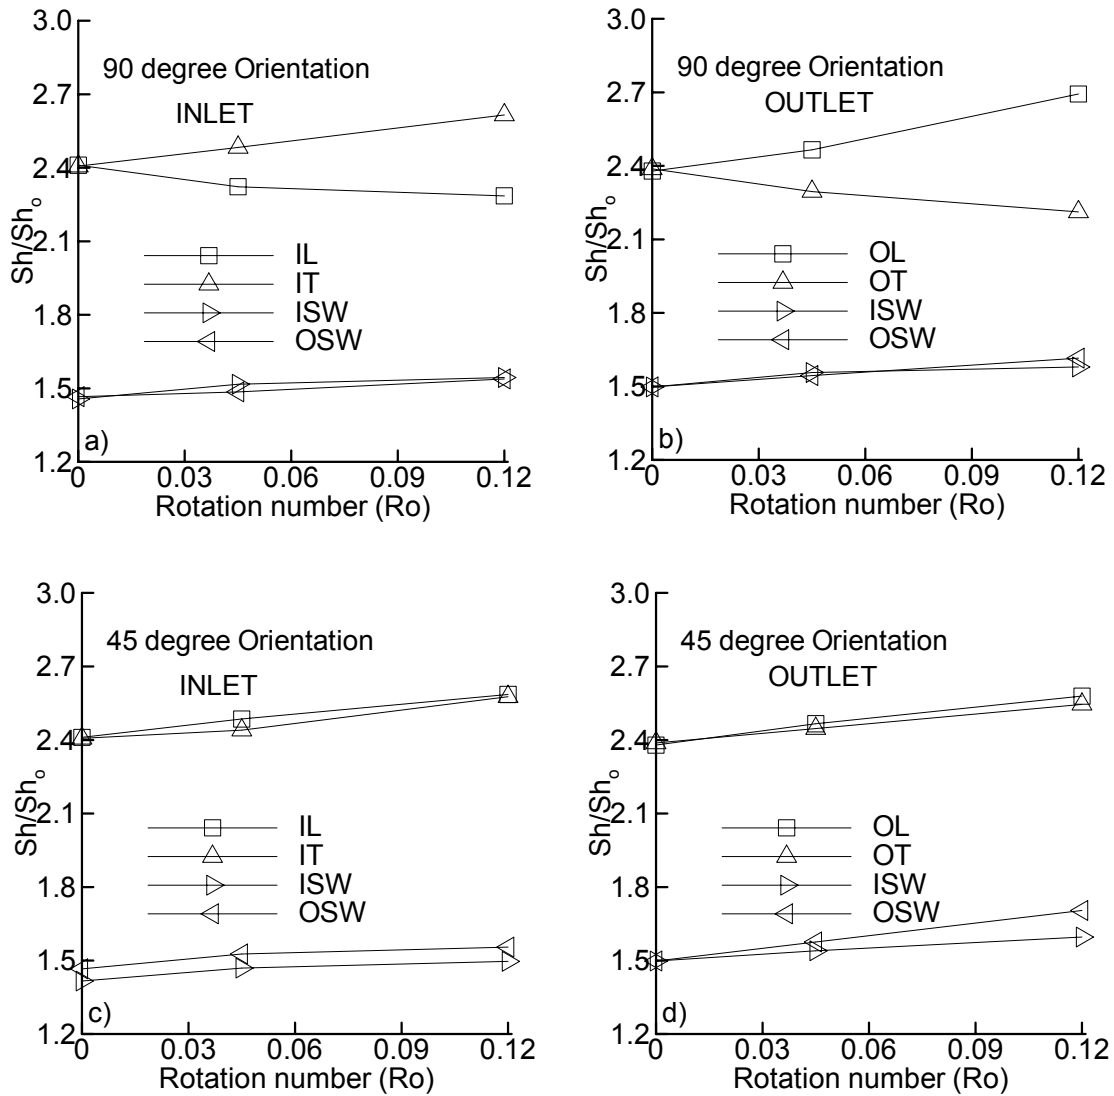 3.0
90 degree Orientation
2.7
INLET
2.4
Sh/Sho
2.1
IL
IT
1.8
ISW
OSW
1.5
a)
1.2
0 0.03 0.06 0.09 0.12
Rotation number (Ro)
3.0
90 degree Orientation
2.7
OUTLET
2.4
Sh/Sho
2.1
OL
OT
1.8
ISW
OSW
1.5
b)
1.2
0 0.03 0.06 0.09 0.12
Rotation number (Ro)
3.0
45 degree Orientation
2.7
INLET
2.4
Sh/Sho
2.1
IL
IT
1.8
ISW
OSW
1.5
c)
1.2
0 0.03 0.06 0.09 0.12
Rotation number (Ro)
3.0
45 degree Orientation
2.7
OUTLET
2.4
Sh/Sho
2.1
OL
OT
1.8
ISW
OSW
1.5
d)
1.2
0 0.03 0.06 0.09 0.12
Rotation number (Ro)